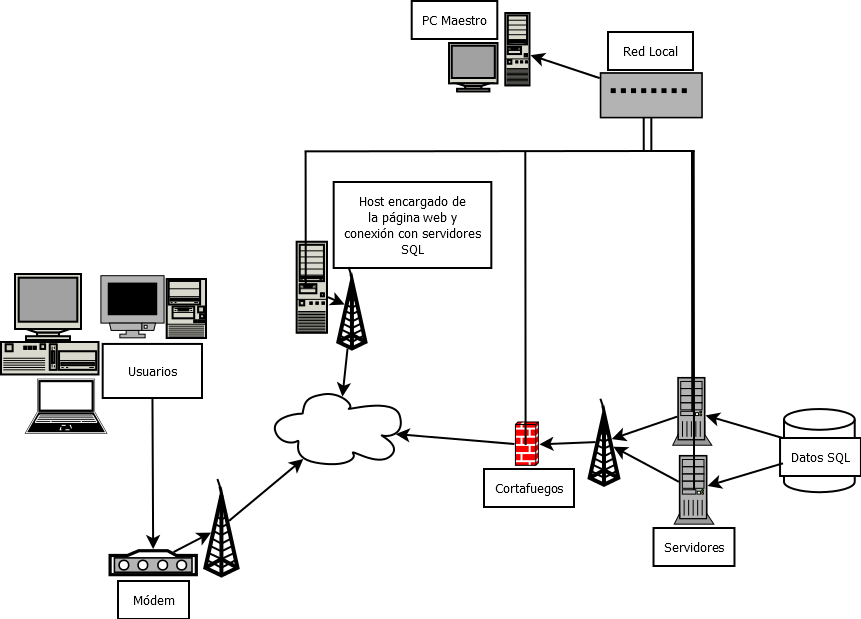 PC Maestro
Red Local
Host encargado de
la página web y
conexión con servidores
SQL
Usuarios
Datos SQL
Cortafuegos
Servidores
Módem